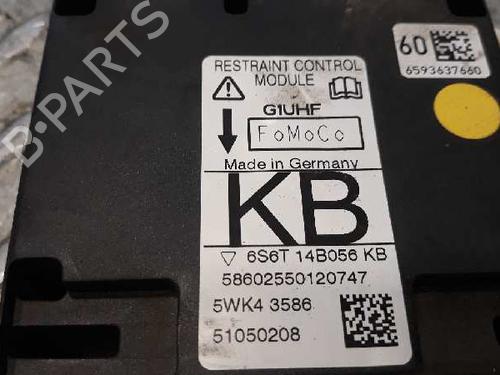 RESTRAINT CONTROL
MODULE
G1UHF
FoMoCo
Made in Germany
KB
6S6T 14B056 KB
58602550120747
5WK4 3586
51050208
60
6593637660
B-PARTS